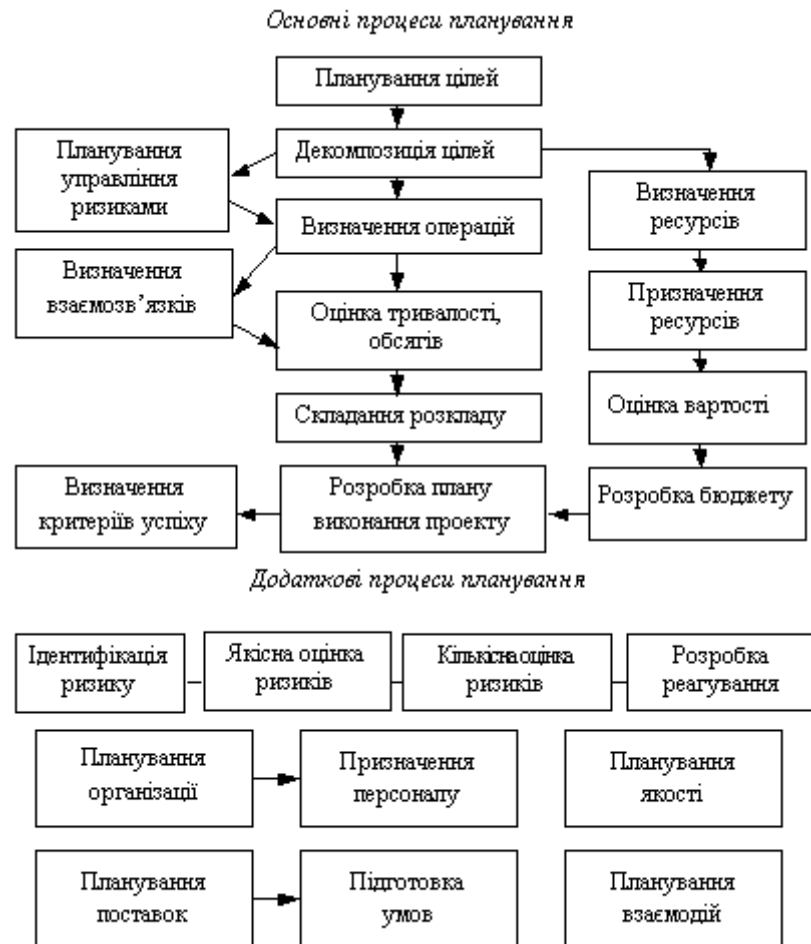 Основні процеси планування
Планування цілей
Декомпозиція цілей
Планування
управління
ризиками
Визначення
ресурсів
Визначення операцій
Визначення
взаємозв’язків
Призначення
ресурсів
Оцінка тривалості,
обсягів
Оцінка вартості
Складання розкладу
Визначення
критеріїв успіху
Розробка плану
виконання проекту
Розробка бюджету
Додаткові процеси планування
Ідентифікація
ризику
Якісна оцінка
ризиків
Кількісна оцінка
ризиків
Розробка
реагування
Планування
організації
Призначення
персоналу
Планування
якості
Планування
поставок
Підготовка
умов
Планування
взаємодій